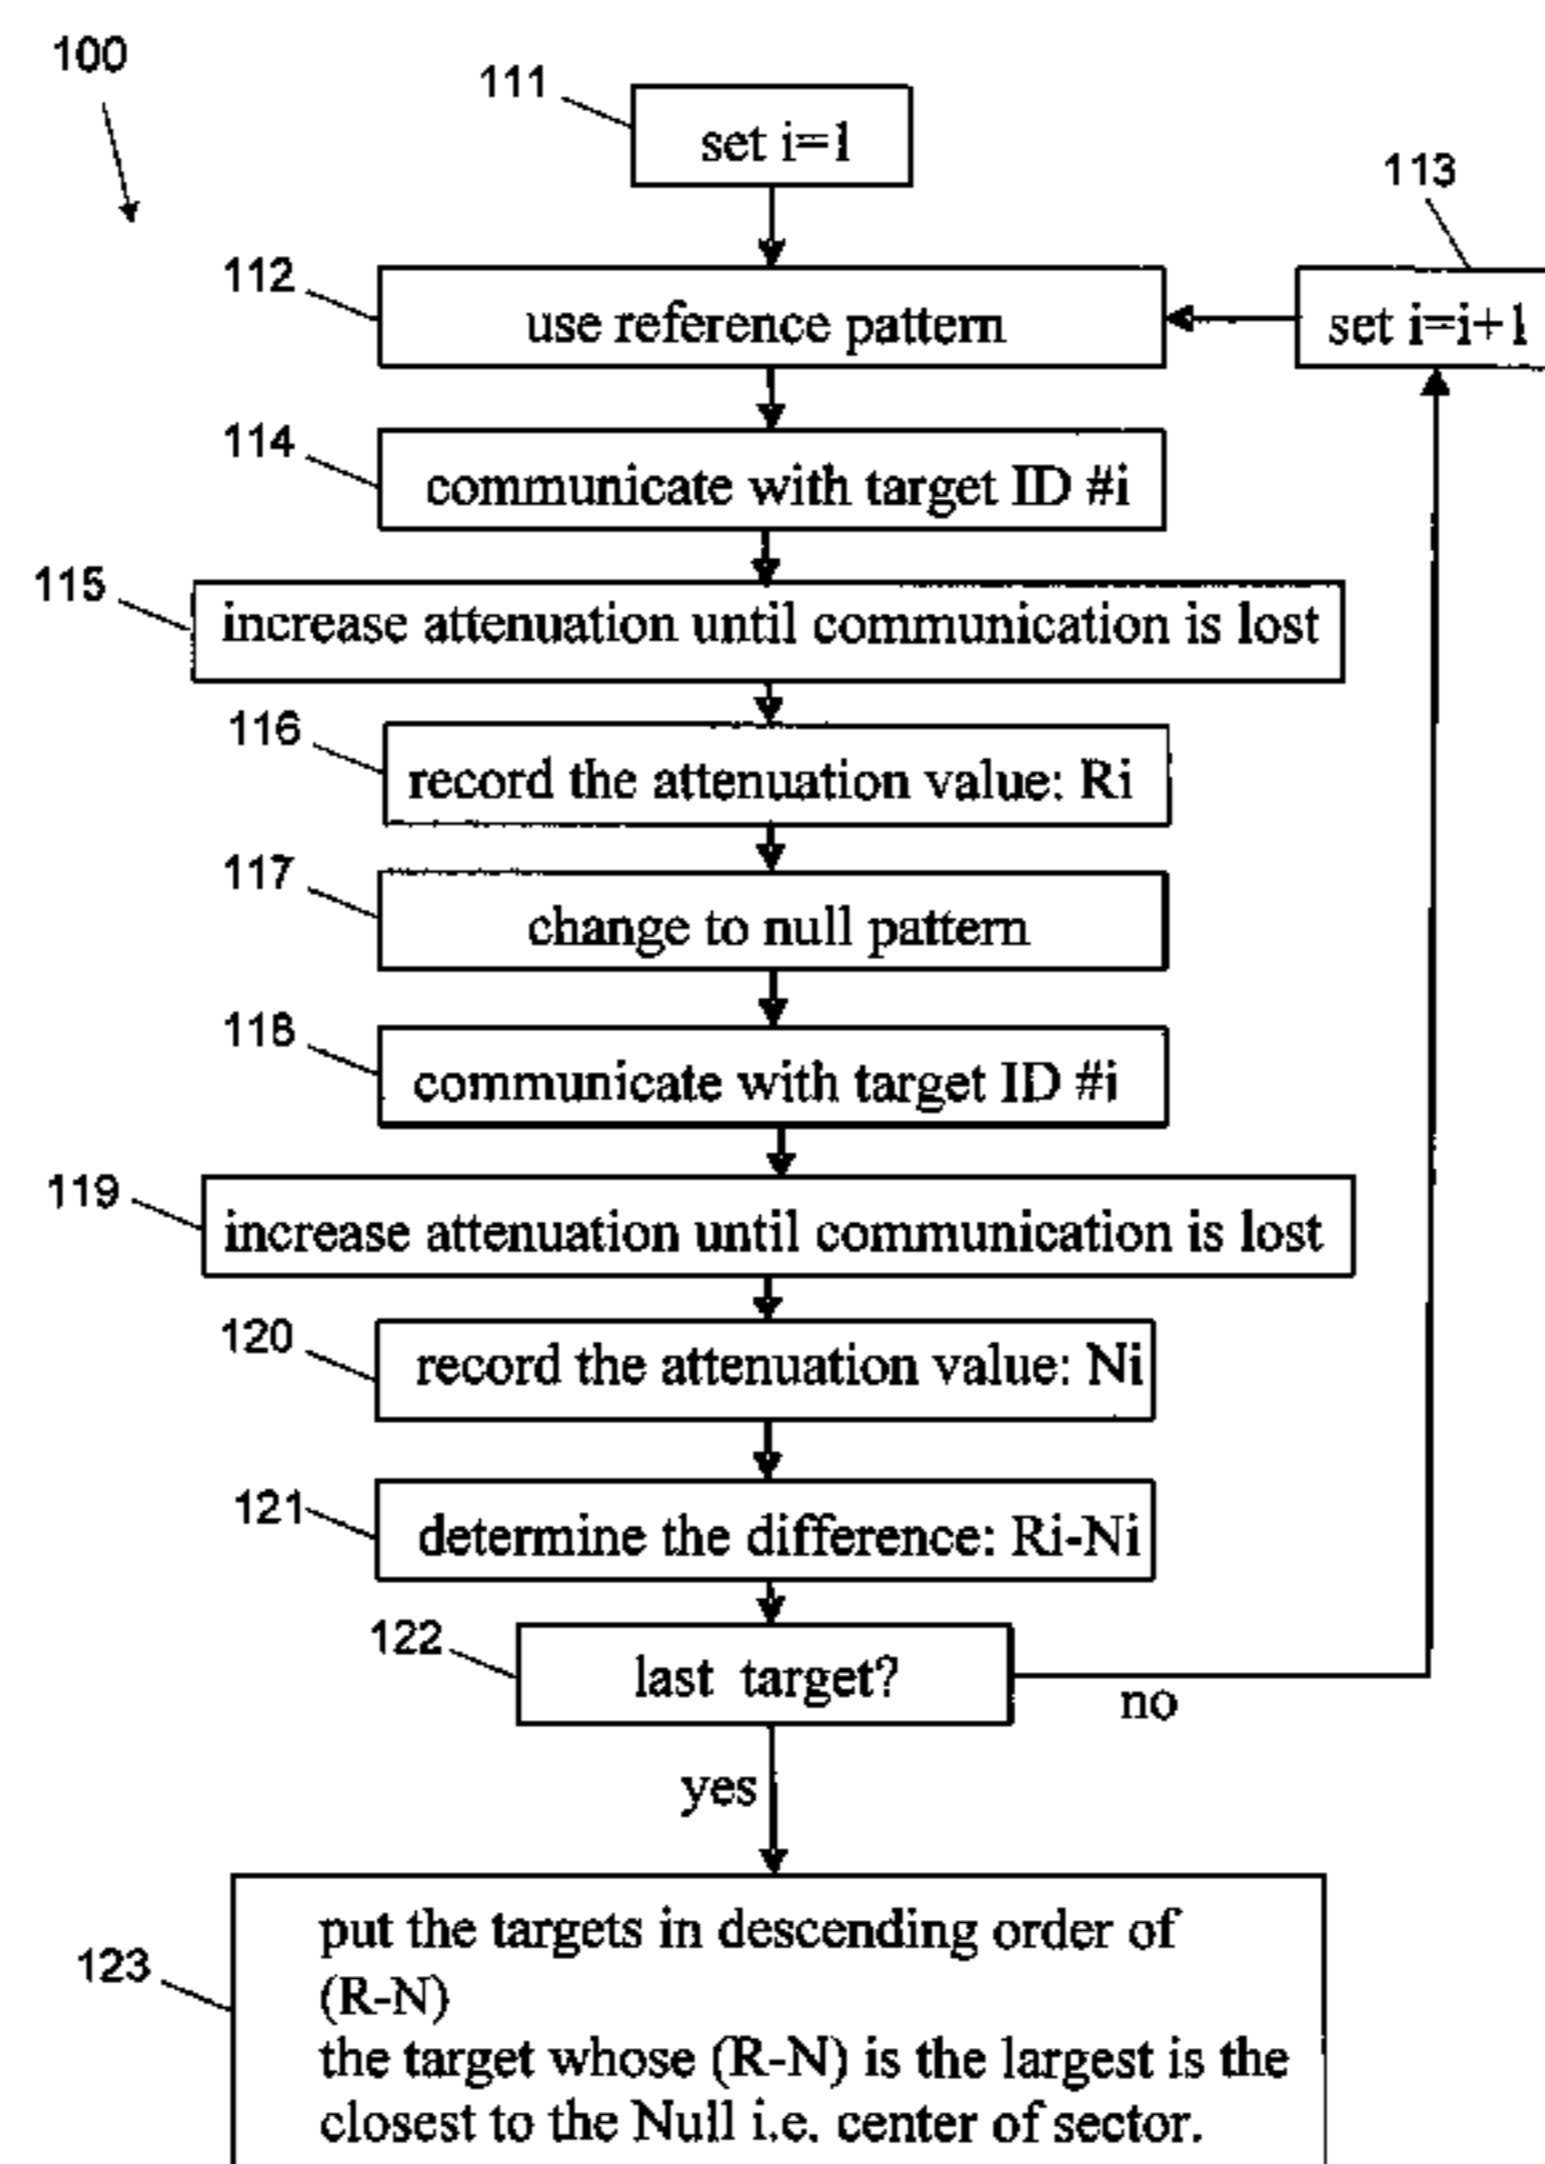 100
111
set i=1
113
112
use reference pattern
set i=i+1
114
communicate with target ID #i
115
increase attenuation until communication is lost
116
record the attenuation value: Ri
117
change to null pattern
118
communicate with target ID #i
119
increase attenuation until communication is lost
120
record the attenuation value: Ni
121
determine the difference: Ri-Ni
122
last target?
no
yes
123
put the targets in descending order of
(R-N)
the target whose (R-N) is the largest is the
closest to the Null i.e. center of sector.